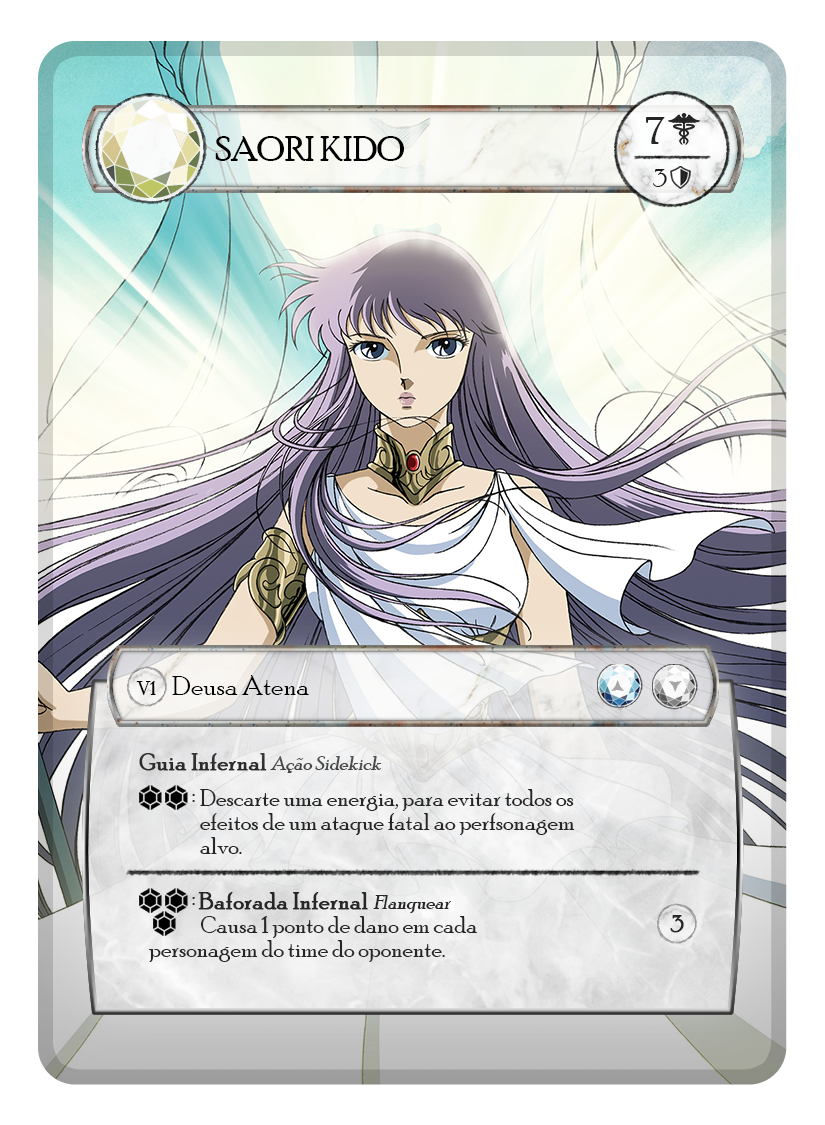 SAORI KIDO
7
3
V1 Deusa Atena
Guia Infernal Ação Sidekick
: Descarte uma energia, para evitar todos os
efeitos de um ataque fatal ao perfsonagem
alvo.
: Baforada Infernal Flanquear
Causa 1 ponto de dano em cada
personagem do time do oponente.
3